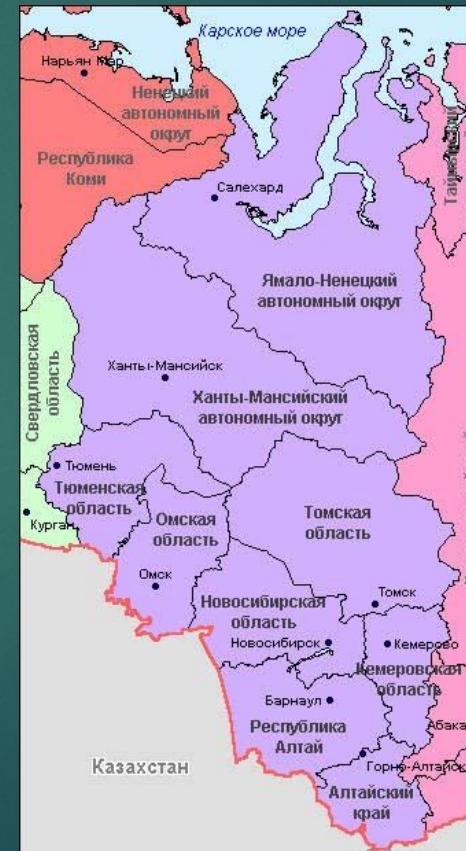 Карское море
Нарьян Мар
Ненецкий
автономный
округ
Республика
Коми
Таймырский
Салехард
Ямало-Ненецкий
автономный округ
Свердловская
область
Ханты-Мансийск
Ханты-Мансийский
автономный округ
Тюмень
Тюменская
область
Курган
Омская
область
Томская
область
Омск
Томск
Новосибирская
область
Новосибирск
Кемерово
Кемеровская
область
Барнаул
Абака
Республика
Алтай
Горно-Алтайск
Казахстан
Алтайский
край